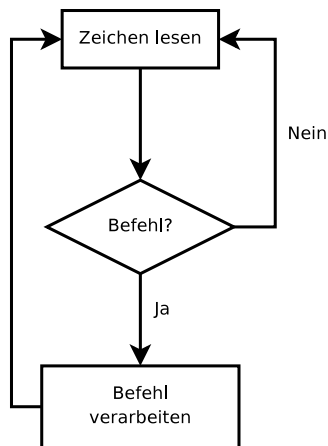 Zeichen lesen
Nein
Befehl?
Ja
Befehl
verarbeiten